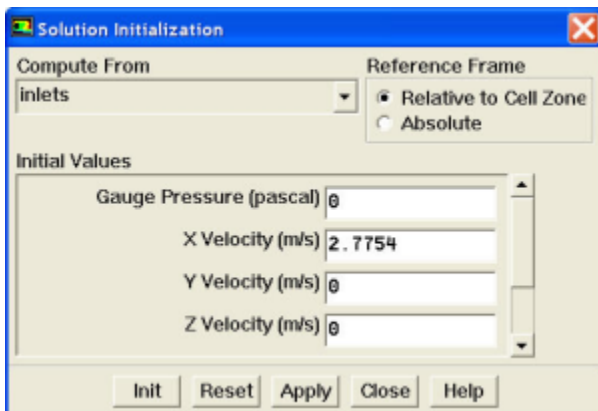 Solution Initialization
Compute From
inlets
Reference Frame
Relative to Cell Zone
Absolute
Initial Values
Gauge Pressure (pascal) 0
X Velocity (m/s) 2.7754
Y Velocity (m/s) 0
Z Velocity (m/s) 0
Init Reset Apply Close Help